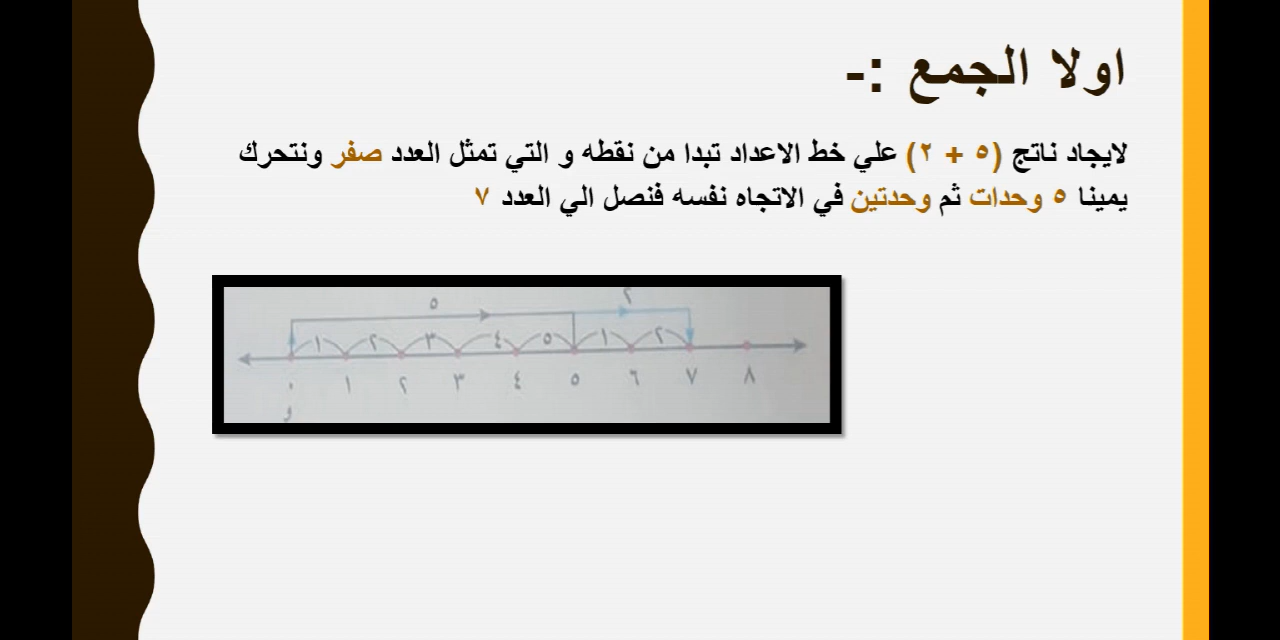 اولا الجمع :-
لايجاد ناتج (٥ + ٢) علي خط الاعداد تبدا من نقطه و التي تمثل العدد صفر ونتحرك
يمينا ٥ وحدات ثم وحدتين في الاتجاه نفسه فنصل الي العدد ٧
٥ ٢
١ ٢ ٣ ٤ ٥ ١ ٢
٠ ١ ٢ ٣ ٤ ٥ ٦ ٧ ٨
و